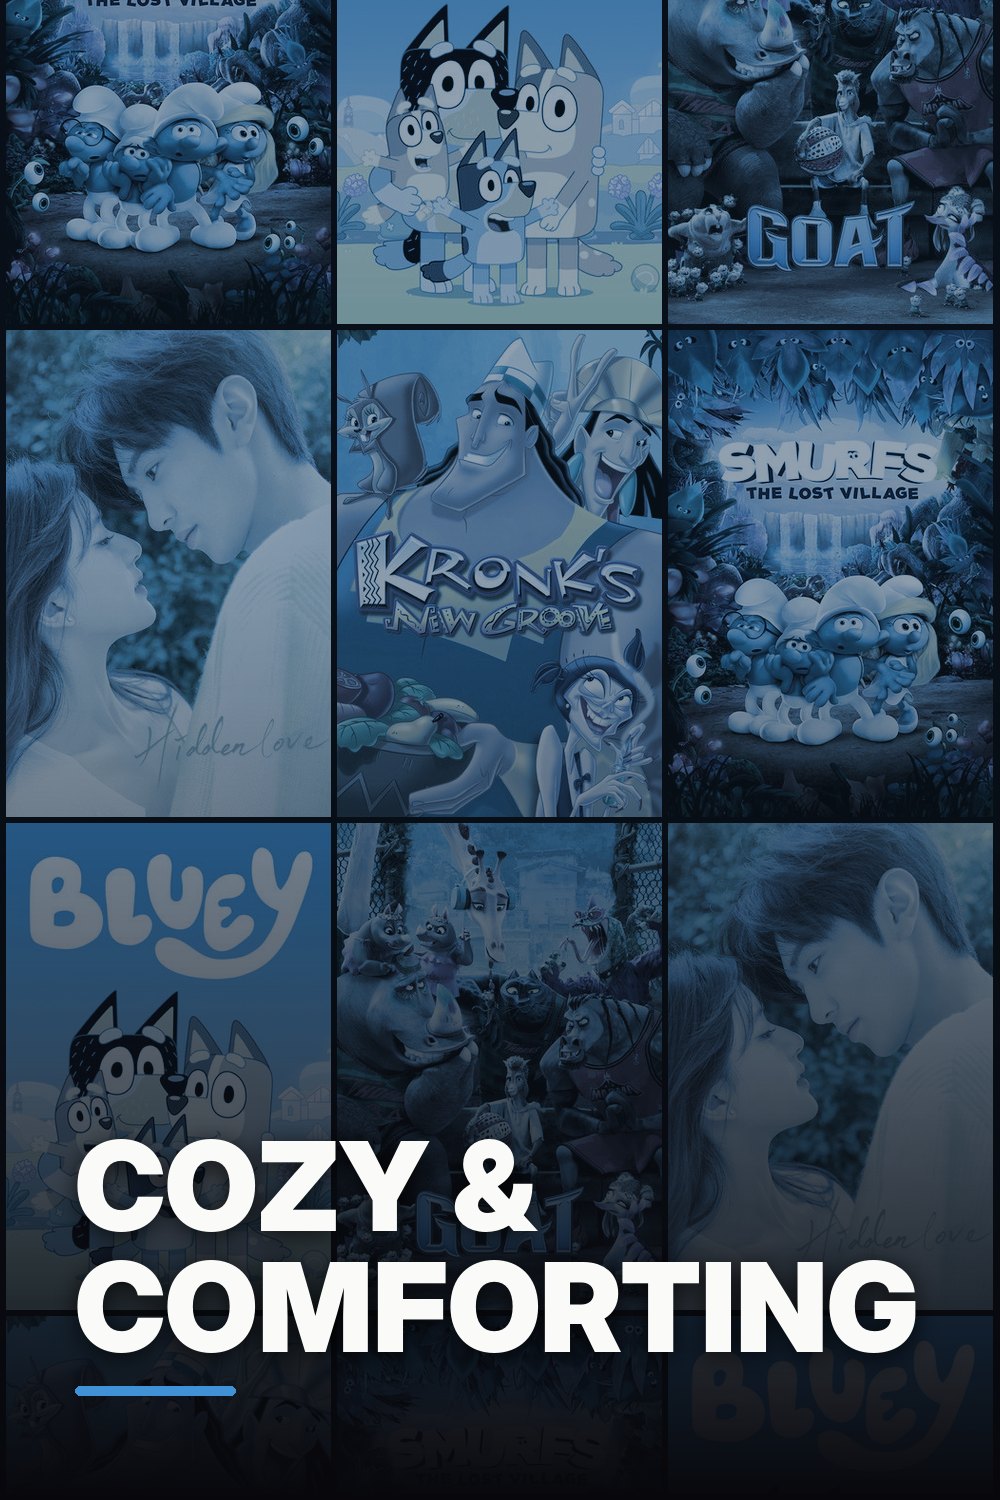 THE LOST VILLAGE
GOAT
Hidden love
KRONK'S
NEW GROOVE
SMURFS
THE LOST VILLAGE
BLUEY
GOAT
Hidden love
COZY &
COMFORTING
SMURFS
THE LOST VILLAGE
BLUEY